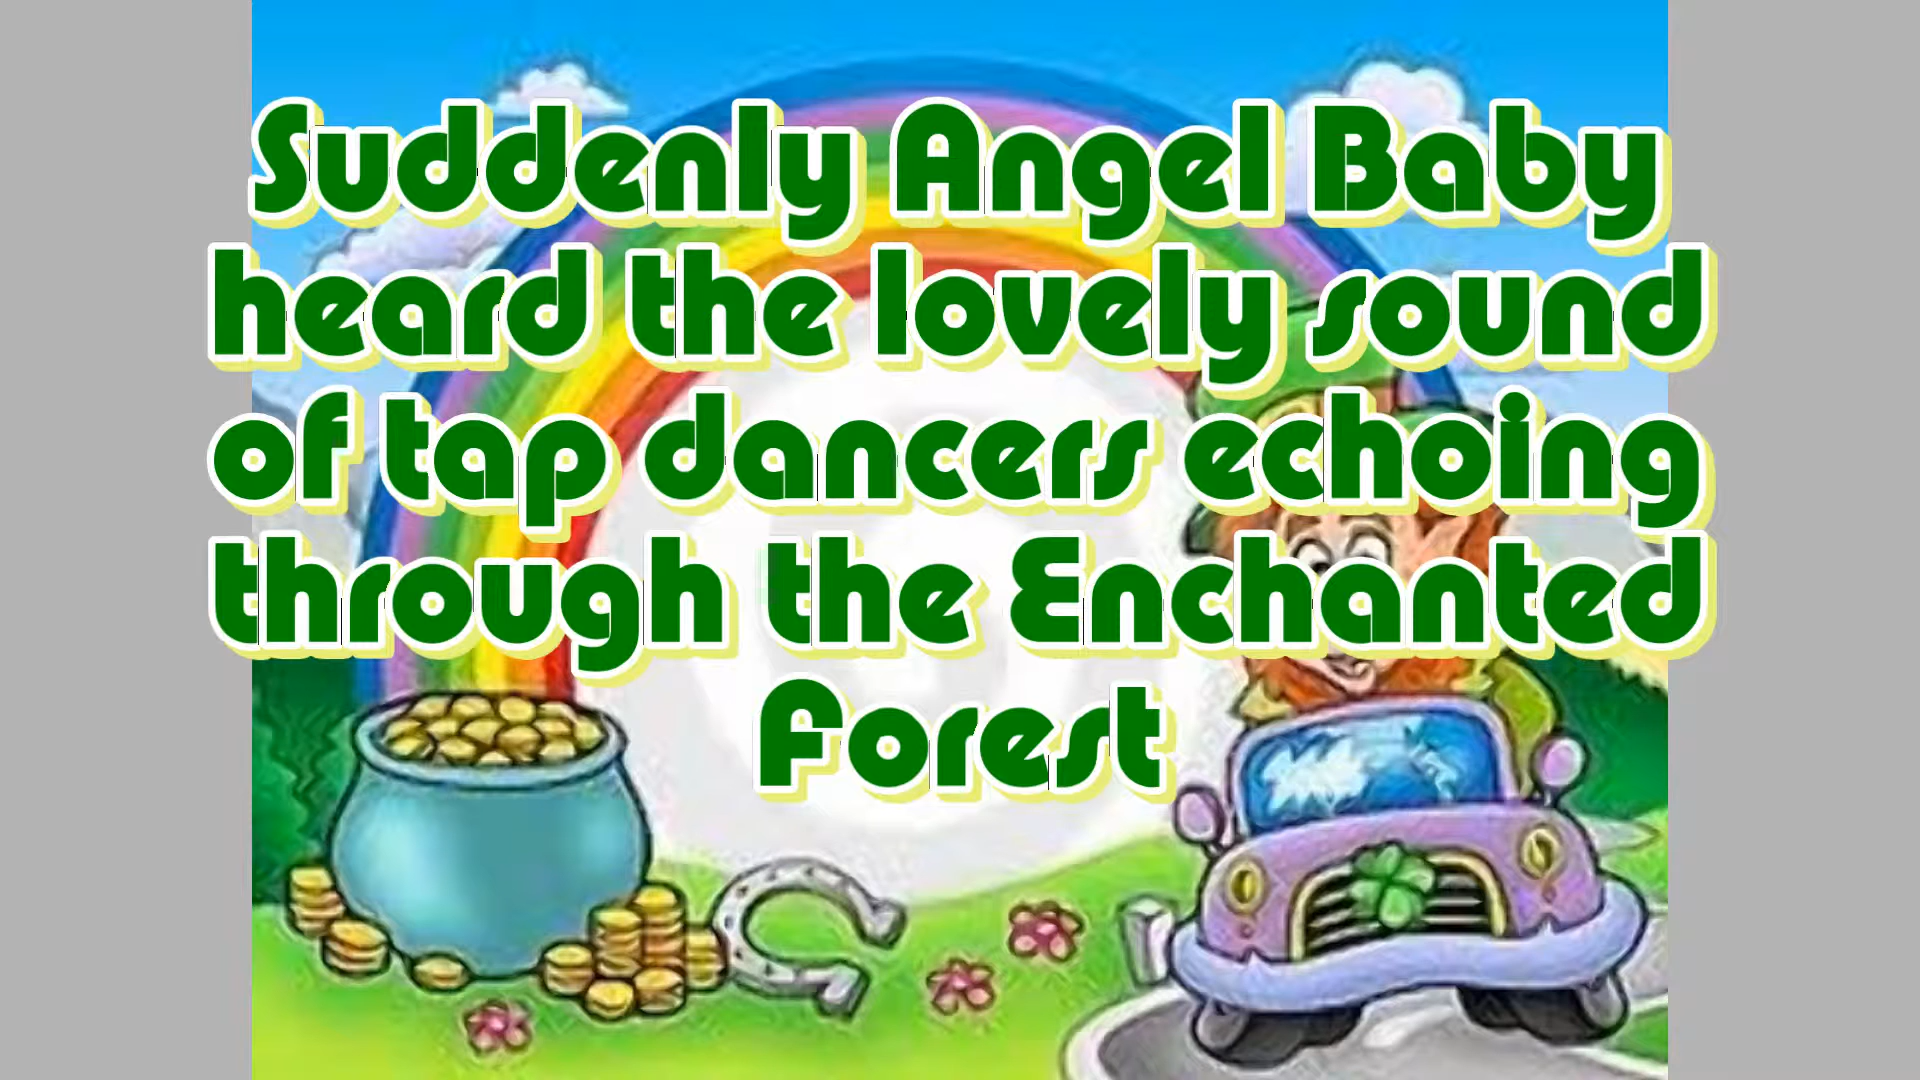 Suddenly Angel Baby
heard the lovely sound
of tap dancers echoing
through the Enchanted
Forest